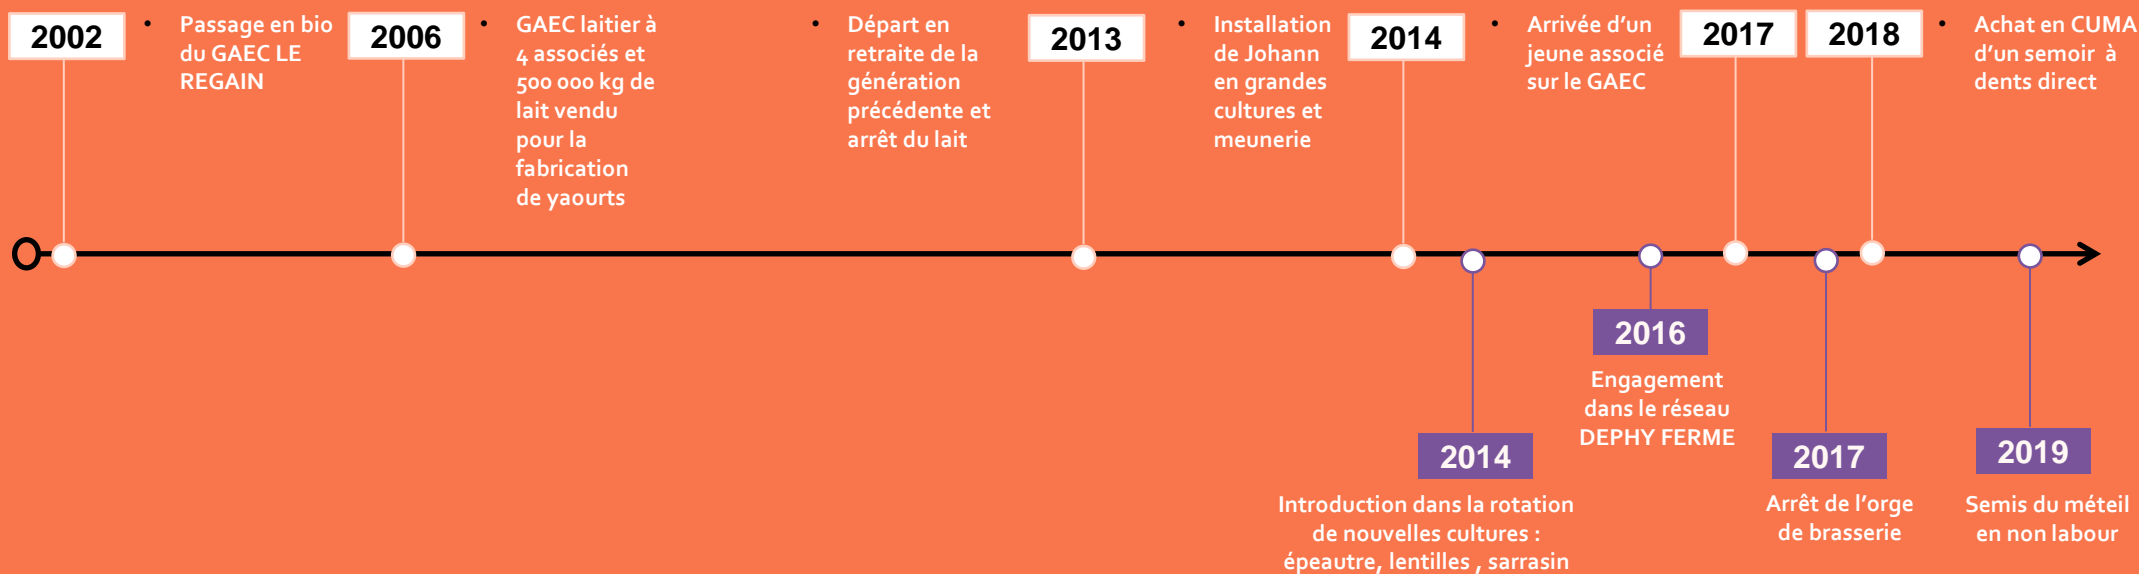 2002
• Passage en bio
du GAEC LE
REGAIN
2006
• GAEC laitier à
4 associés et
500 000 kg de
lait vendu
pour la
fabrication
de yaourts
• Départ en
retraite de la
génération
précédente et
arrêt du lait
2013
• Installation
de Johann
en grandes
cultures et
meunerie
2014
• Arrivée d’un
jeune associé
sur le GAEC
2017
2018
• Achat en CUMA
d’un semoir à
dents direct
2014
Introduction dans la rotation
de nouvelles cultures :
épeautre, lentilles , sarrasin
2016
Engagement
dans le réseau
DEPHY FERME
2017
Arrêt de l’orge
de brasserie
2019
Semis du méteil
en non labour